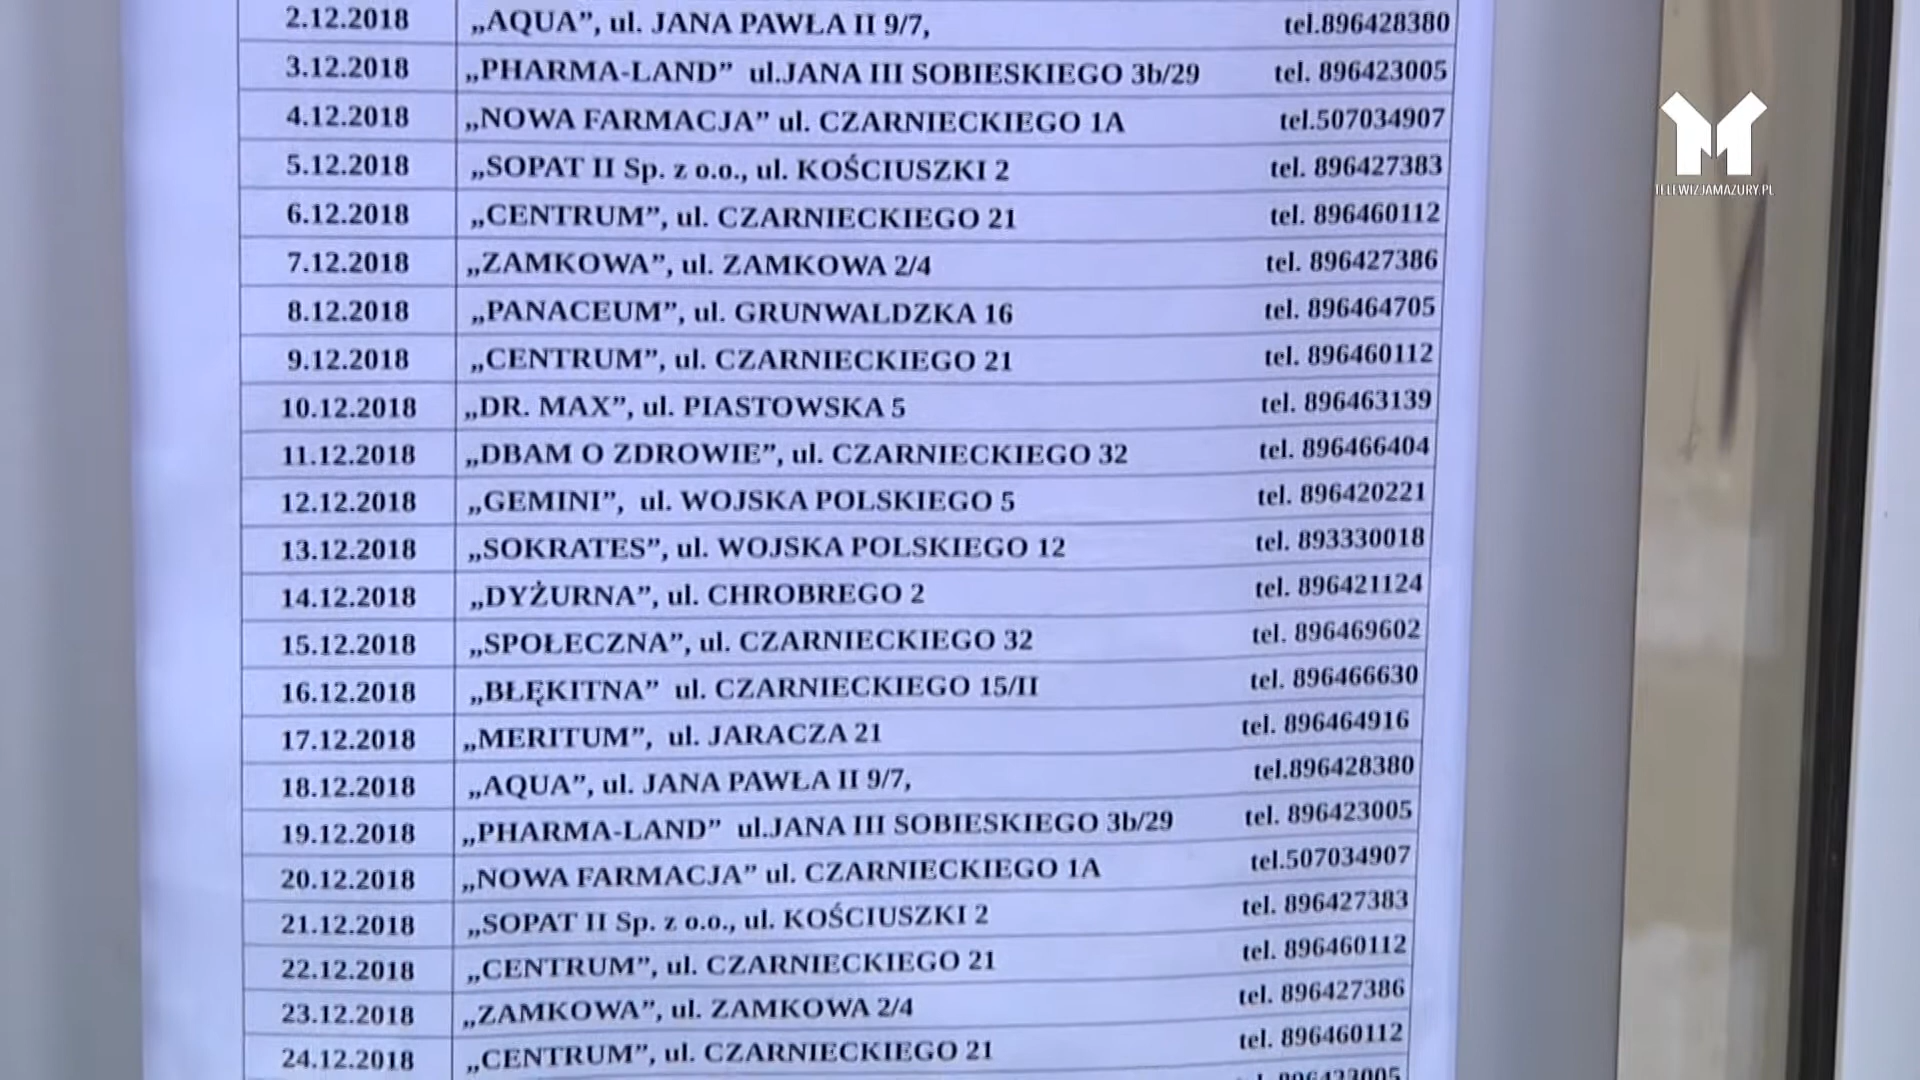 2.12.2018 „AQUA”, ul. JANA PAWŁA II 9/7, tel.896428380
3.12.2018 „PHARMA-LAND” ul.JANA III SOBIESKIEGO 3b/29 tel. 896423005
4.12.2018 „NOWA FARMACJA” ul. CZARNIECKIEGO 1A tel.507034907
5.12.2018 „SOPAT II Sp. z o.o., ul. KOŚCIUSZKI 2 tel. 896427383
6.12.2018 „CENTRUM”, ul. CZARNIECKIEGO 21 tel. 896460112
7.12.2018 „ZAMKOWA”, ul. ZAMKOWA 2/4 tel. 896427386
8.12.2018 „PANACEUM”, ul. GRUNWALDZKA 16 tel. 896464705
9.12.2018 „CENTRUM”, ul. CZARNIECKIEGO 21 tel. 896460112
10.12.2018 „DR. MAX”, ul. PIASTOWSKA 5 tel. 896463139
11.12.2018 „DBAM O ZDROWIE”, ul. CZARNIECKIEGO 32 tel. 896466404
12.12.2018 „GEMINI”, ul. WOJSKA POLSKIEGO 5 tel. 896420221
13.12.2018 „SOKRATES”, ul. WOJSKA POLSKIEGO 12 tel. 893330018
14.12.2018 „DYŻURNA”, ul. CHROBREGO 2 tel. 896421124
15.12.2018 „SPOŁECZNA”, ul. CZARNIECKIEGO 32 tel. 896469602
16.12.2018 „BŁĘKITNA” ul. CZARNIECKIEGO 15/II tel. 896466630
17.12.2018 „MERITUM”, ul. JARACZA 21 tel. 896464916
18.12.2018 „AQUA”, ul. JANA PAWŁA II 9/7, tel.896428380
19.12.2018 „PHARMA-LAND” ul.JANA III SOBIESKIEGO 3b/29 tel. 896423005
20.12.2018 „NOWA FARMACJA” ul. CZARNIECKIEGO 1A tel.507034907
21.12.2018 „SOPAT II Sp. z o.o., ul. KOŚCIUSZKI 2 tel. 896427383
22.12.2018 „CENTRUM”, ul. CZARNIECKIEGO 21 tel. 896460112
23.12.2018 „ZAMKOWA”, ul. ZAMKOWA 2/4 tel. 896427386
24.12.2018 „CENTRUM”, ul. CZARNIECKIEGO 21 tel. 896460112
TELEWIZJAMAZURY.PL